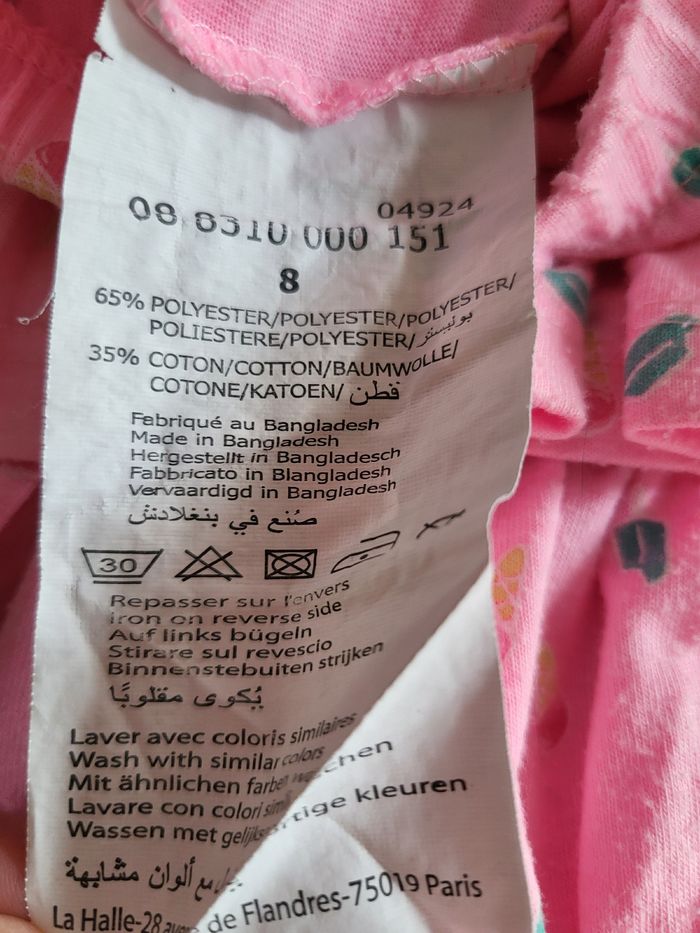 04924
08 8310 000 151
8
65% POLYESTER/POLYESTER/POLYESTER/
POLIESTERE/POLYESTER/بوليستر
35% COTON/COTTON/BAUMWOLLE/
COTONE/KATOEN/قطن
Fabriqué au Bangladesh
Made in Bangladesh
Hergestellt in Bangladesch
Fabbricato in Blangladesh
Vervaardigd in Bangladesh
صُنع في بنغلادش
30
Repasser sur l'envers
Iron on reverse side
Auf links bügeln
Stirare sul revescio
Binnenstebuiten strijken
يُكوى مقلوبًا
Laver avec coloris similaires
Wash with similar colors
Mit ähnlichen farben
Lavare con colori
Wassen met kleuren
مع ألوان مشابهة
La Halle-28 de Flandres-75019 Paris